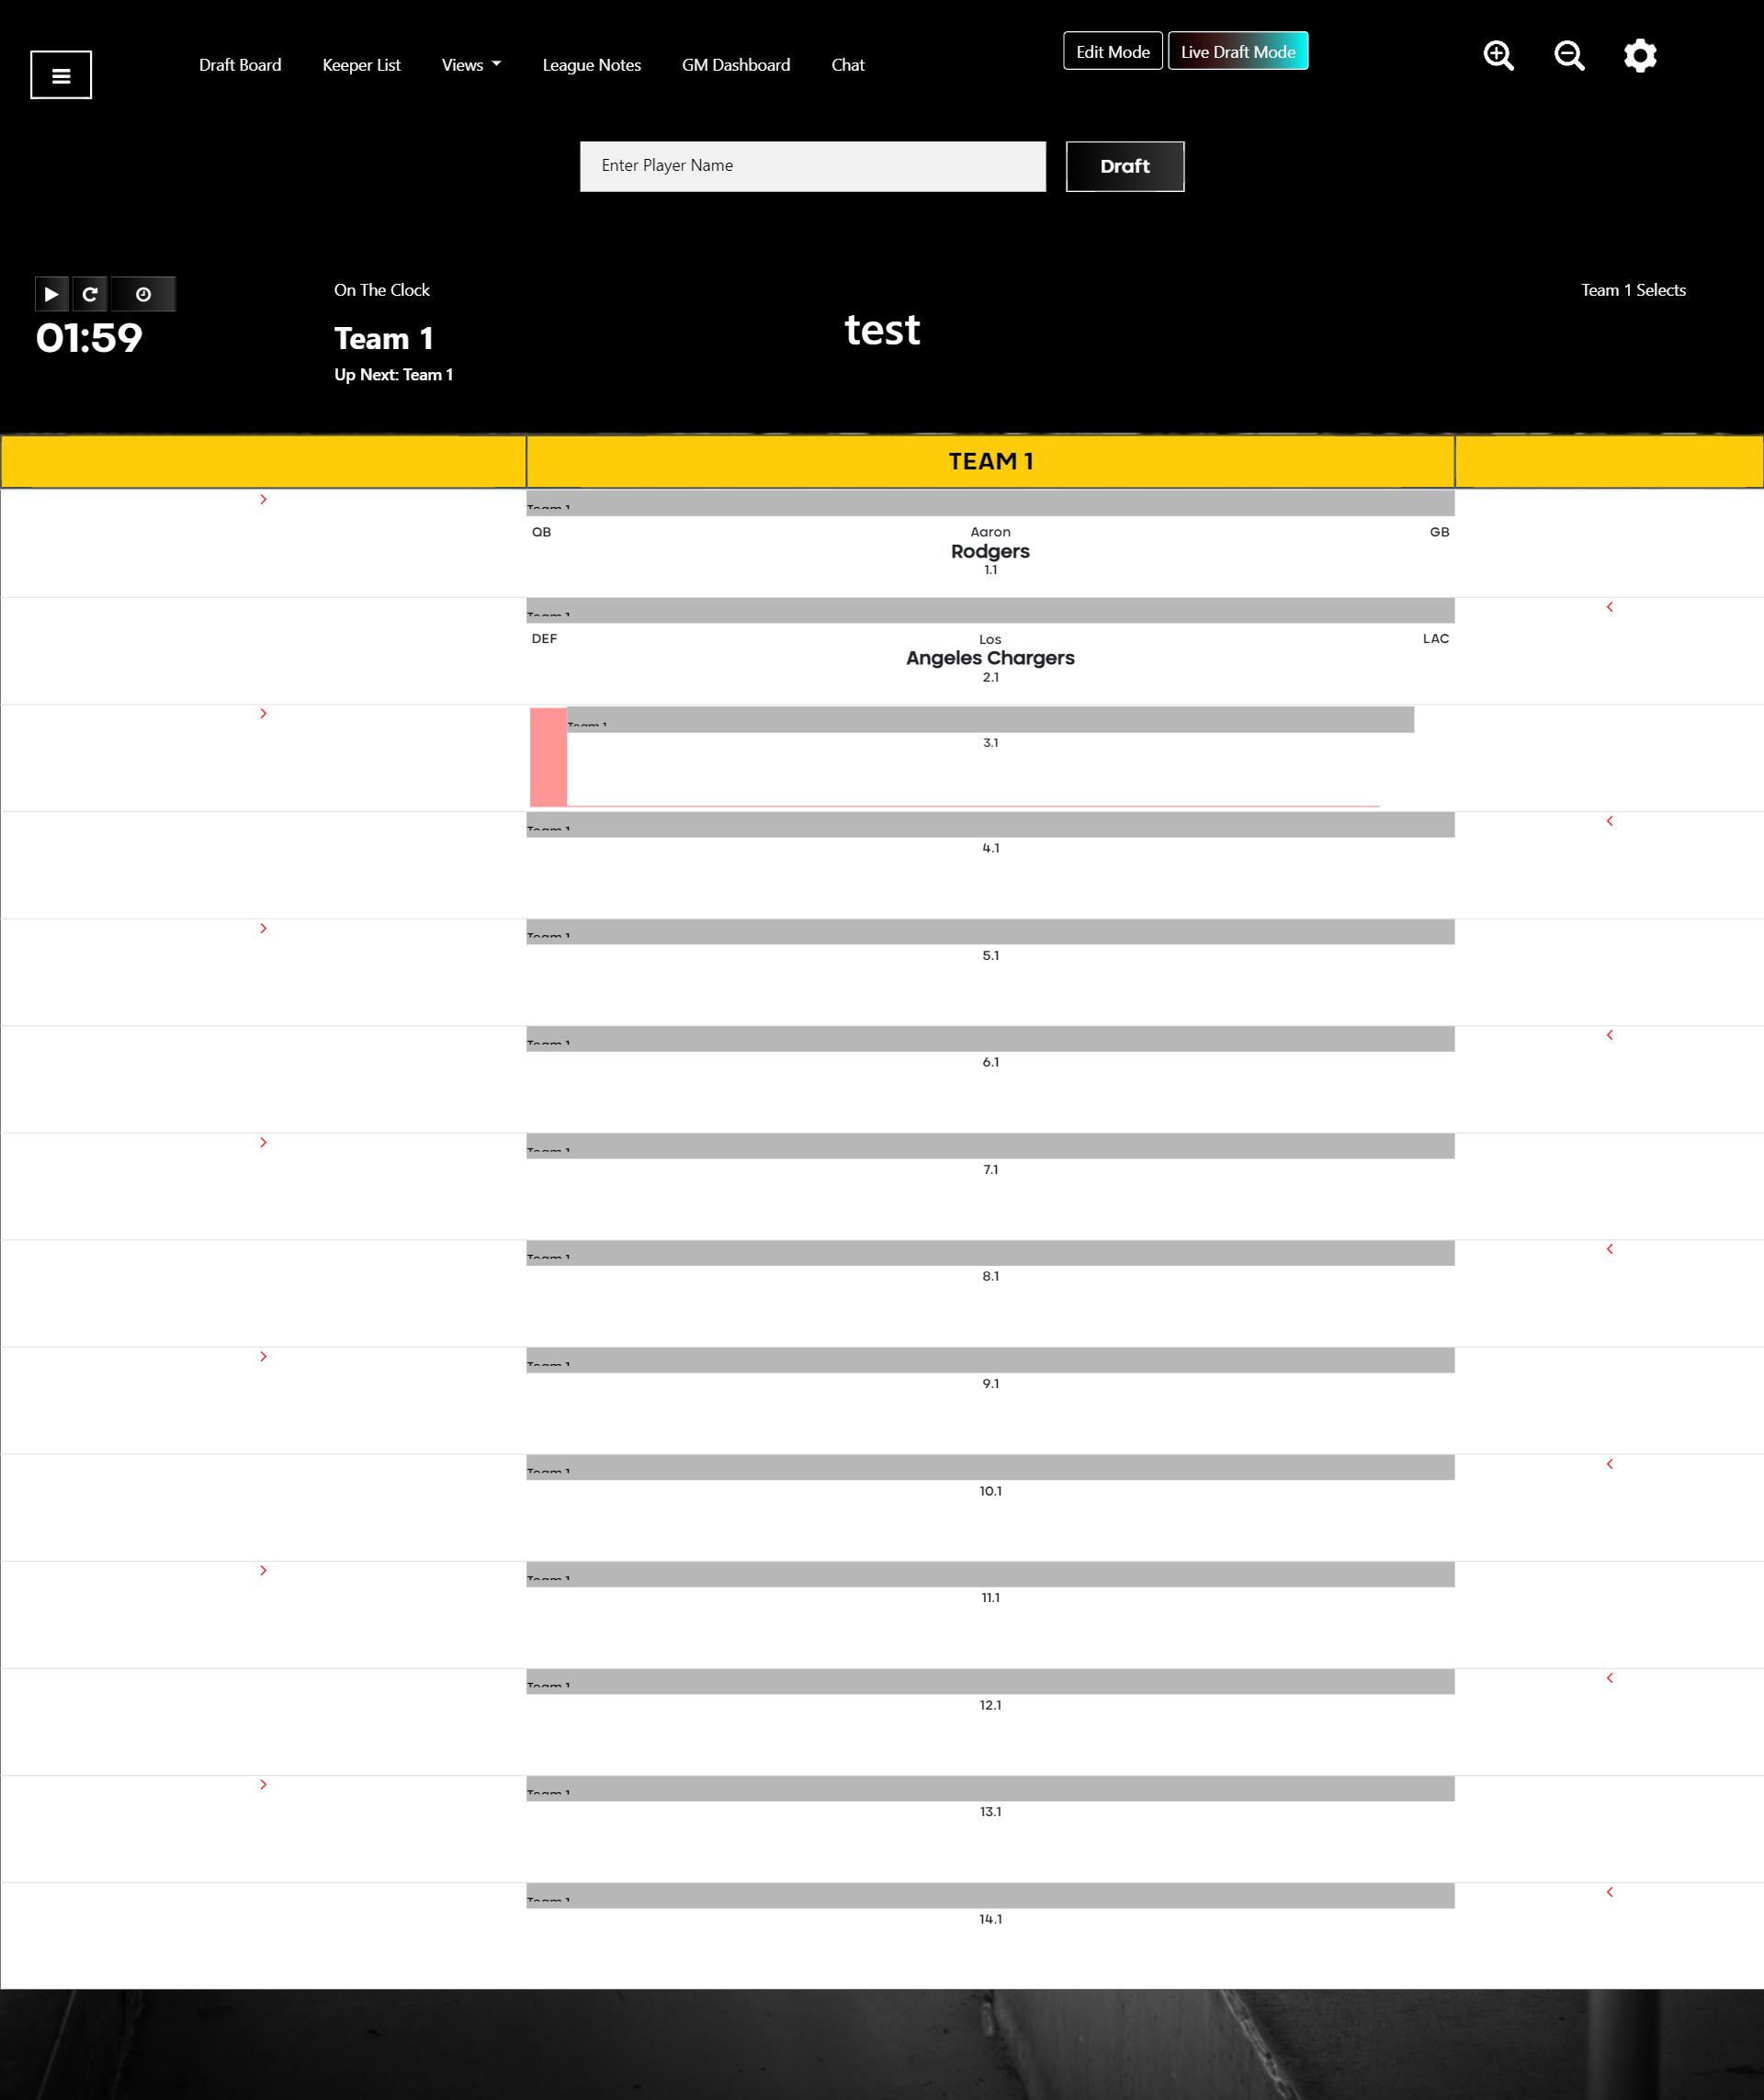 Draft Board Keeper List Views League Notes GM Dashboard Chat Edit Mode Live Draft Mode
Enter Player Name Draft
On The Clock Team 1 Selects
01:59 Team 1 test
Up Next: Team 1
TEAM 1
Team 1
QB Aaron GB
Rodgers
1.1
Team 1
DEF Los LAC
Angeles Chargers
2.1
Team 1
3.1
Team 1
4.1
Team 1
5.1
Team 1
6.1
Team 1
7.1
Team 1
8.1
Team 1
9.1
Team 1
10.1
Team 1
11.1
Team 1
12.1
Team 1
13.1
Team 1
14.1